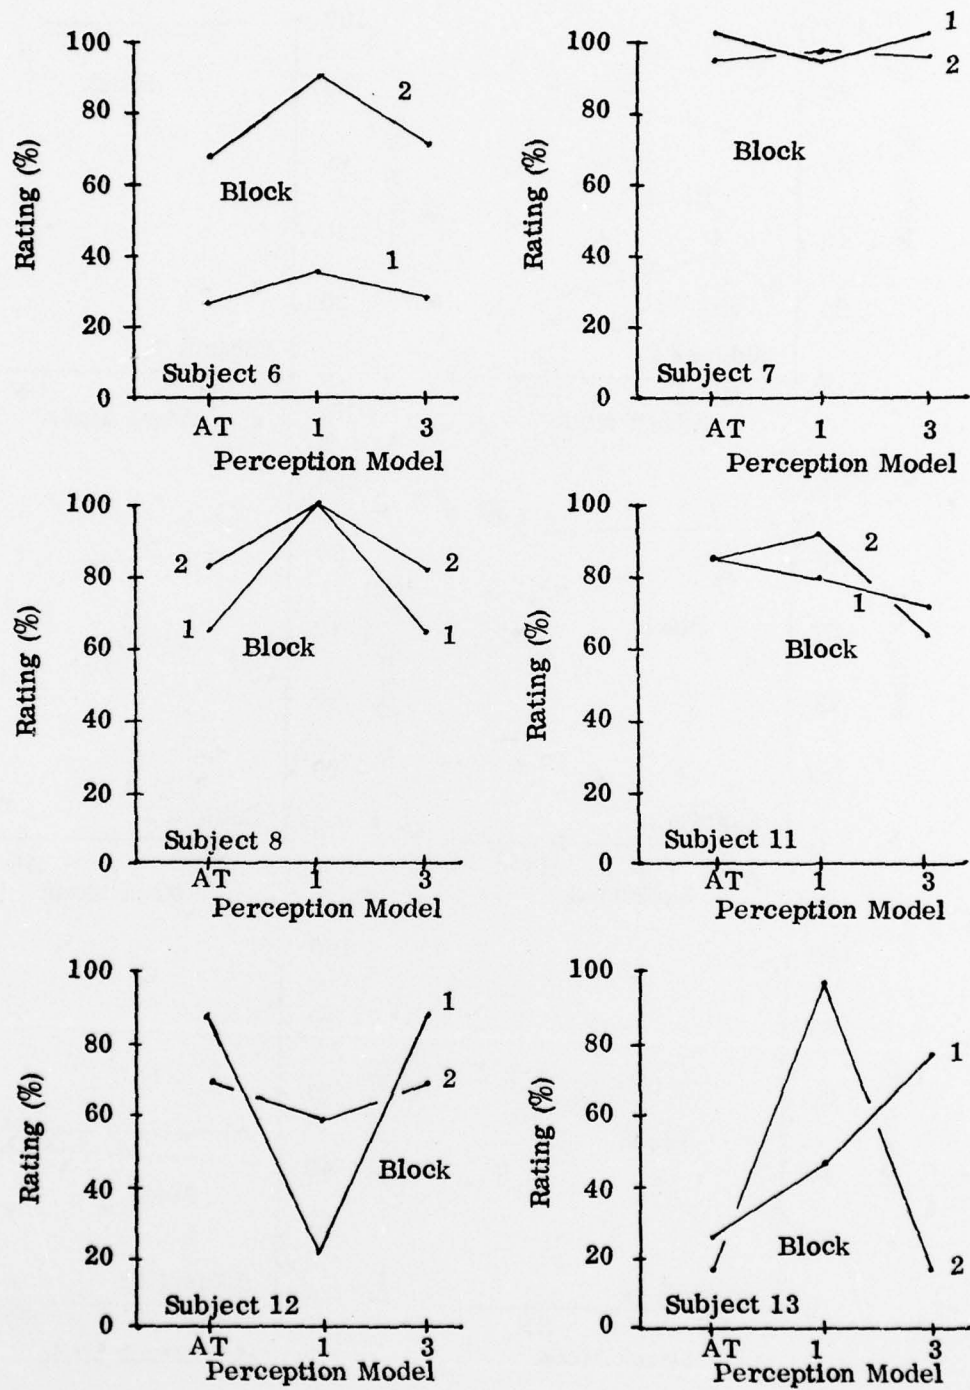 100
80
60
40
20
0
Rating (%)
2
Block
1
Subject 6
AT 1 3
Perception Model
100
80
60
40
20
0
Rating (%)
1
2
Block
Subject 7
AT 1 3
Perception Model
100
80
60
40
20
0
Rating (%)
2
2
1
1
Block
Subject 8
AT 1 3
Perception Model
100
80
60
40
20
0
Rating (%)
2
1
Block
Subject 11
AT 1 3
Perception Model
100
80
60
40
20
0
Rating (%)
1
2
Block
Subject 12
AT 1 3
Perception Model
100
80
60
40
20
0
Rating (%)
1
Block
2
Subject 13
AT 1 3
Perception Model